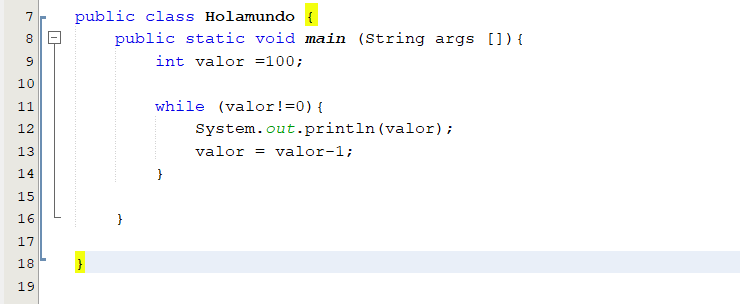 7 public class Holamundo {
8 public static void main (String args []){
9 int valor =100;
10
11 while (valor!=0){
12 System.out.println(valor);
13 valor = valor-1;
14 }
15
16 }
17
18 }
19